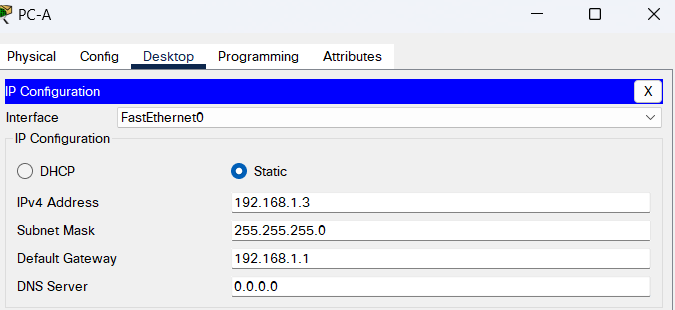 PC-A
Physical Config Desktop Programming Attributes
IP Configuration X
Interface FastEthernet0
IP Configuration
DHCP Static
IPv4 Address 192.168.1.3
Subnet Mask 255.255.255.0
Default Gateway 192.168.1.1
DNS Server 0.0.0.0